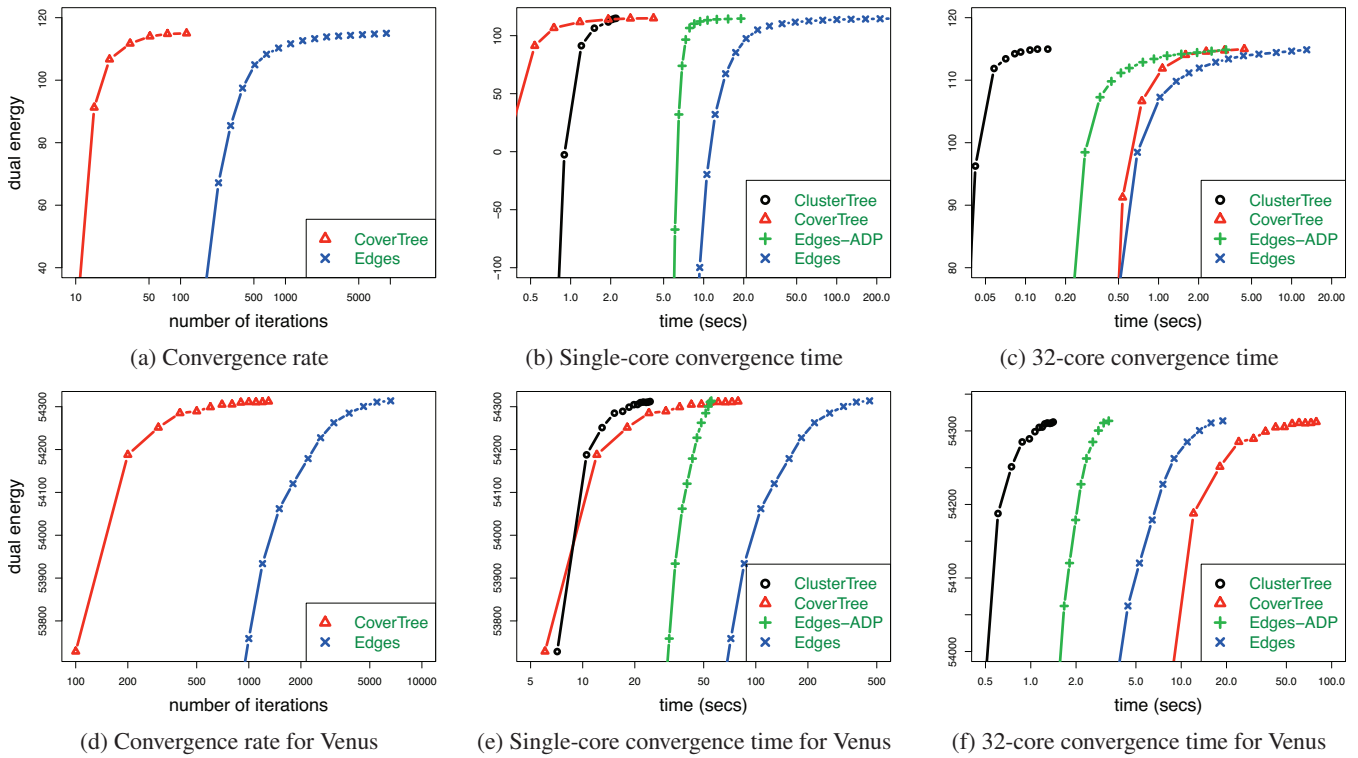 dual energy
40 60 80 100 120
10 50 100 500 1000 5000
number of iterations
CoverTree
Edges
(a) Convergence rate
−100 −50 0 50 100
0.5 1.0 2.0 5.0 10.0 20.0 50.0 100.0 200.0
time (secs)
ClusterTree
CoverTree
Edges−ADP
Edges
(b) Single-core convergence time
80 90 100 110 120
0.05 0.10 0.20 0.50 1.00 2.00 5.00 10.00 20.00
time (secs)
ClusterTree
CoverTree
Edges−ADP
Edges
(c) 32-core convergence time
dual energy
53800 53900 54000 54100 54200 54300
100 200 500 1000 2000 5000 10000
number of iterations
CoverTree
Edges
(d) Convergence rate for Venus
53800 53900 54000 54100 54200 54300
5 10 20 50 100 200 500
time (secs)
ClusterTree
CoverTree
Edges−ADP
Edges
(e) Single-core convergence time for Venus
54000 54100 54200 54300
0.5 1.0 2.0 5.0 10.0 20.0 50.0 100.0
time (secs)
ClusterTree
CoverTree
Edges−ADP
Edges
(f) 32-core convergence time for Venus